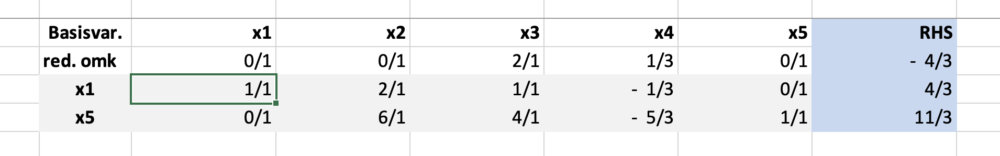 Basisvar. x1 x2 x3 x4 x5 RHS
red. omk 0/1 0/1 2/1 1/3 0/1 - 4/3
x1 1/1 2/1 1/1 - 1/3 0/1 4/3
x5 0/1 6/1 4/1 - 5/3 1/1 11/3